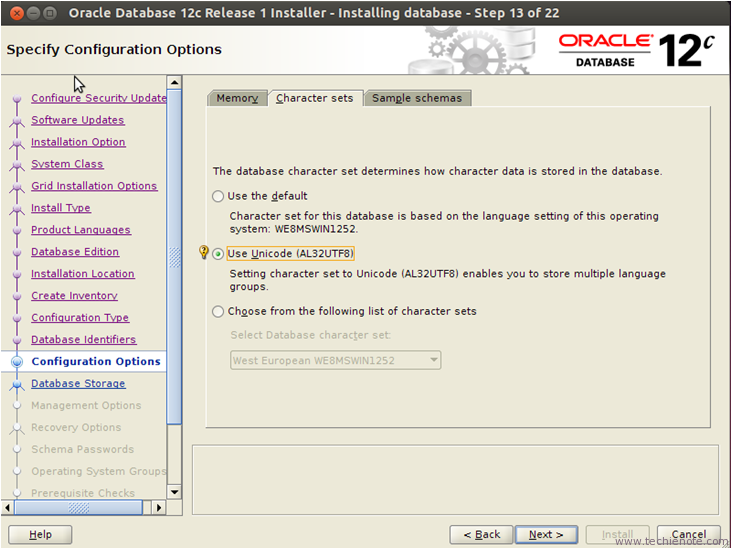 Oracle Database 12c Release 1 Installer - Installing database - Step 13 of 22
Specify Configuration Options
ORACLE
DATABASE
12c
Configure Security Update
Software Updates
Installation Option
System Class
Grid Installation Options
Install Type
Product Languages
Database Edition
Installation Location
Create Inventory
Configuration Type
Database Identifiers
Configuration Options
Database Storage
Management Options
Recovery Options
Schema Passwords
Operating System Groups
Prerequisite Checks
Memory
Character sets
Sample schemas
The database character set determines how character data is stored in the database.
Use the default
Character set for this database is based on the language setting of this operating
system: WE8MSWIN1252.
Use Unicode (AL32UTF8)
Setting character set to Unicode (AL32UTF8) enables you to store multiple language
groups.
Choose from the following list of character sets
Select Database character set:
West European WE8MSWIN1252
Help
< Back
Next >
Install
Cancel
www.techienote.com